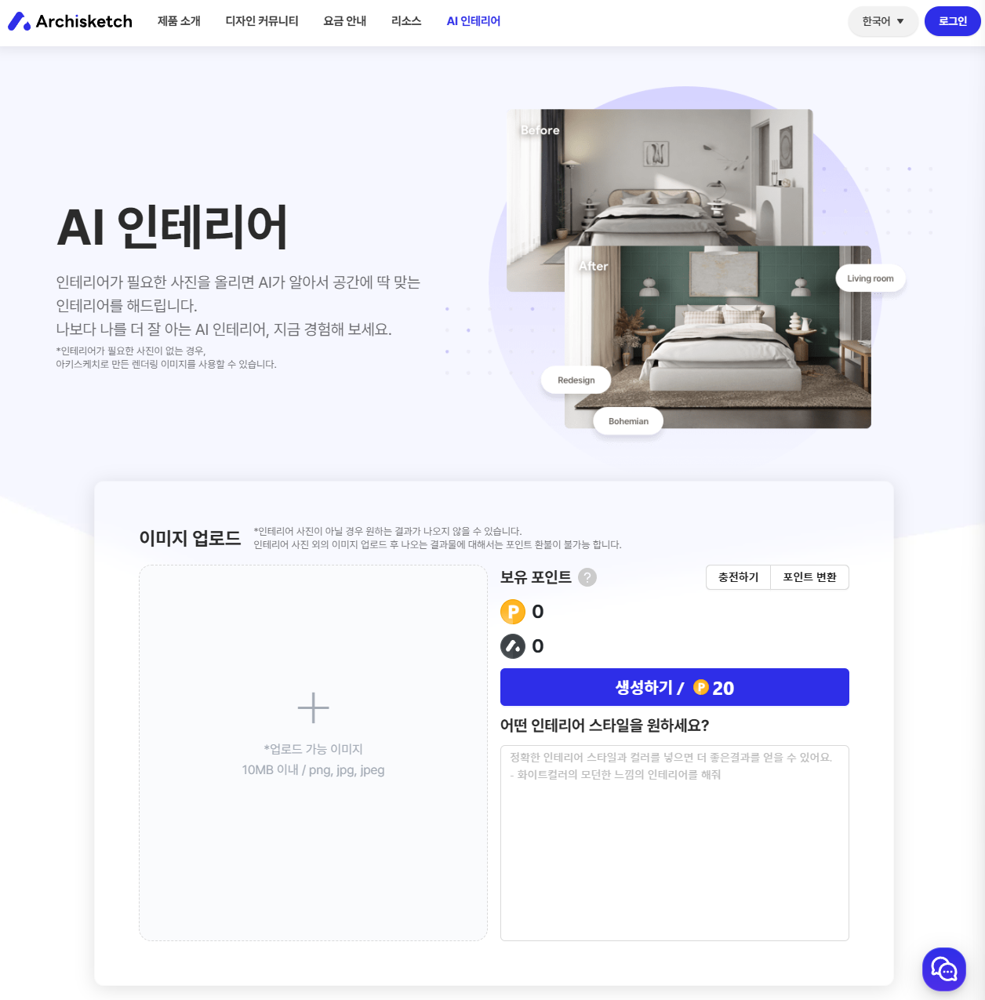 Archisketch
제품 소개
디자인 커뮤니티
요금 안내
리소스
AI 인테리어
한국어 ▼
로그인
Before
After
Living room
Redesign
Bohemian
AI 인테리어
인테리어가 필요한 사진을 올리면 AI가 알아서 공간에 딱 맞는
인테리어를 해드립니다.
나보다 나를 더 잘 아는 AI 인테리어, 지금 경험해 보세요.
*인테리어가 필요한 사진이 없는 경우,
아키스케치로 만든 렌더링 이미지를 사용할 수 있습니다.
이미지 업로드
*인테리어 사진이 아닐 경우 원하는 결과가 나오지 않을 수 있습니다.
인테리어 사진 외의 이미지 업로드 후 나오는 결과물에 대해서는 포인트 환불이 불가능 합니다.
*업로드 가능 이미지
10MB 이내 / png, jpg, jpeg
보유 포인트 ?
충전하기
포인트 변환
P 0
0
생성하기 / P 20
어떤 인테리어 스타일을 원하세요?
정확한 인테리어 스타일과 컬러를 넣으면 더 좋은결과를 얻을 수 있어요.
- 화이트컬러의 모던한 느낌의 인테리어를 해줘